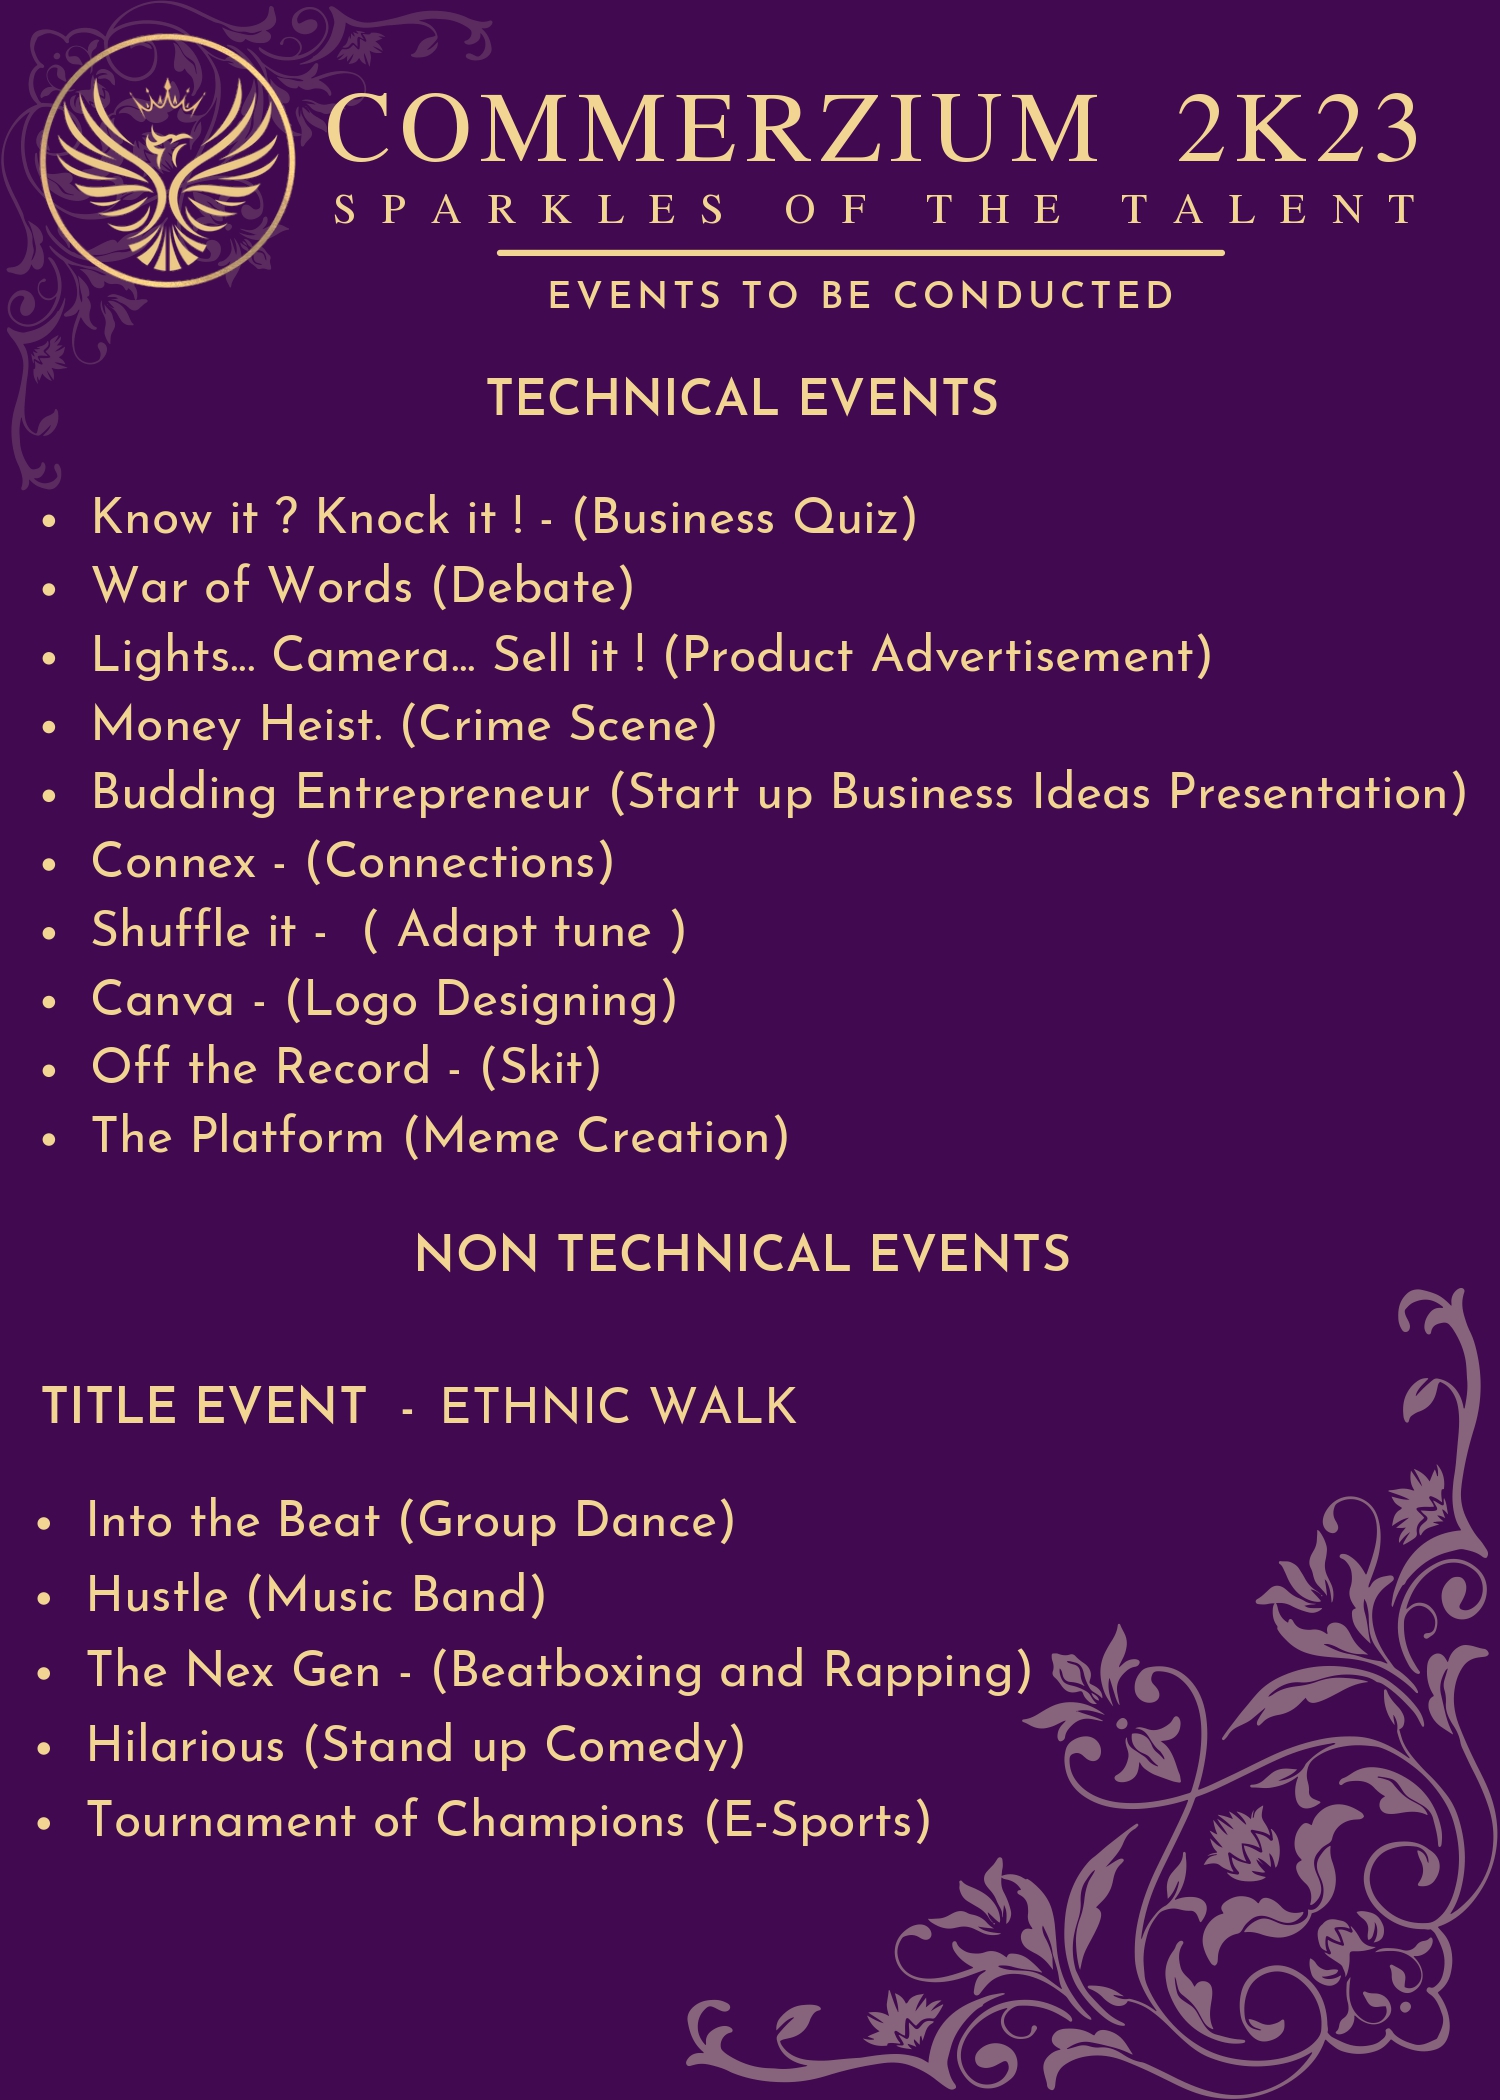 COMMERZIUM 2K23
SPARKLES OF THE TALENT
EVENTS TO BE CONDUCTED
TECHNICAL EVENTS
• Know it ? Knock it ! - (Business Quiz)
• War of Words (Debate)
• Lights... Camera... Sell it ! (Product Advertisement)
• Money Heist. (Crime Scene)
• Budding Entrepreneur (Start up Business Ideas Presentation)
• Connex - (Connections)
• Shuffle it - ( Adapt tune )
• Canva - (Logo Designing)
• Off the Record - (Skit)
• The Platform (Meme Creation)
NON TECHNICAL EVENTS
TITLE EVENT - ETHNIC WALK
• Into the Beat (Group Dance)
• Hustle (Music Band)
• The Nex Gen - (Beatboxing and Rapping)
• Hilarious (Stand up Comedy)
• Tournament of Champions (E-Sports)